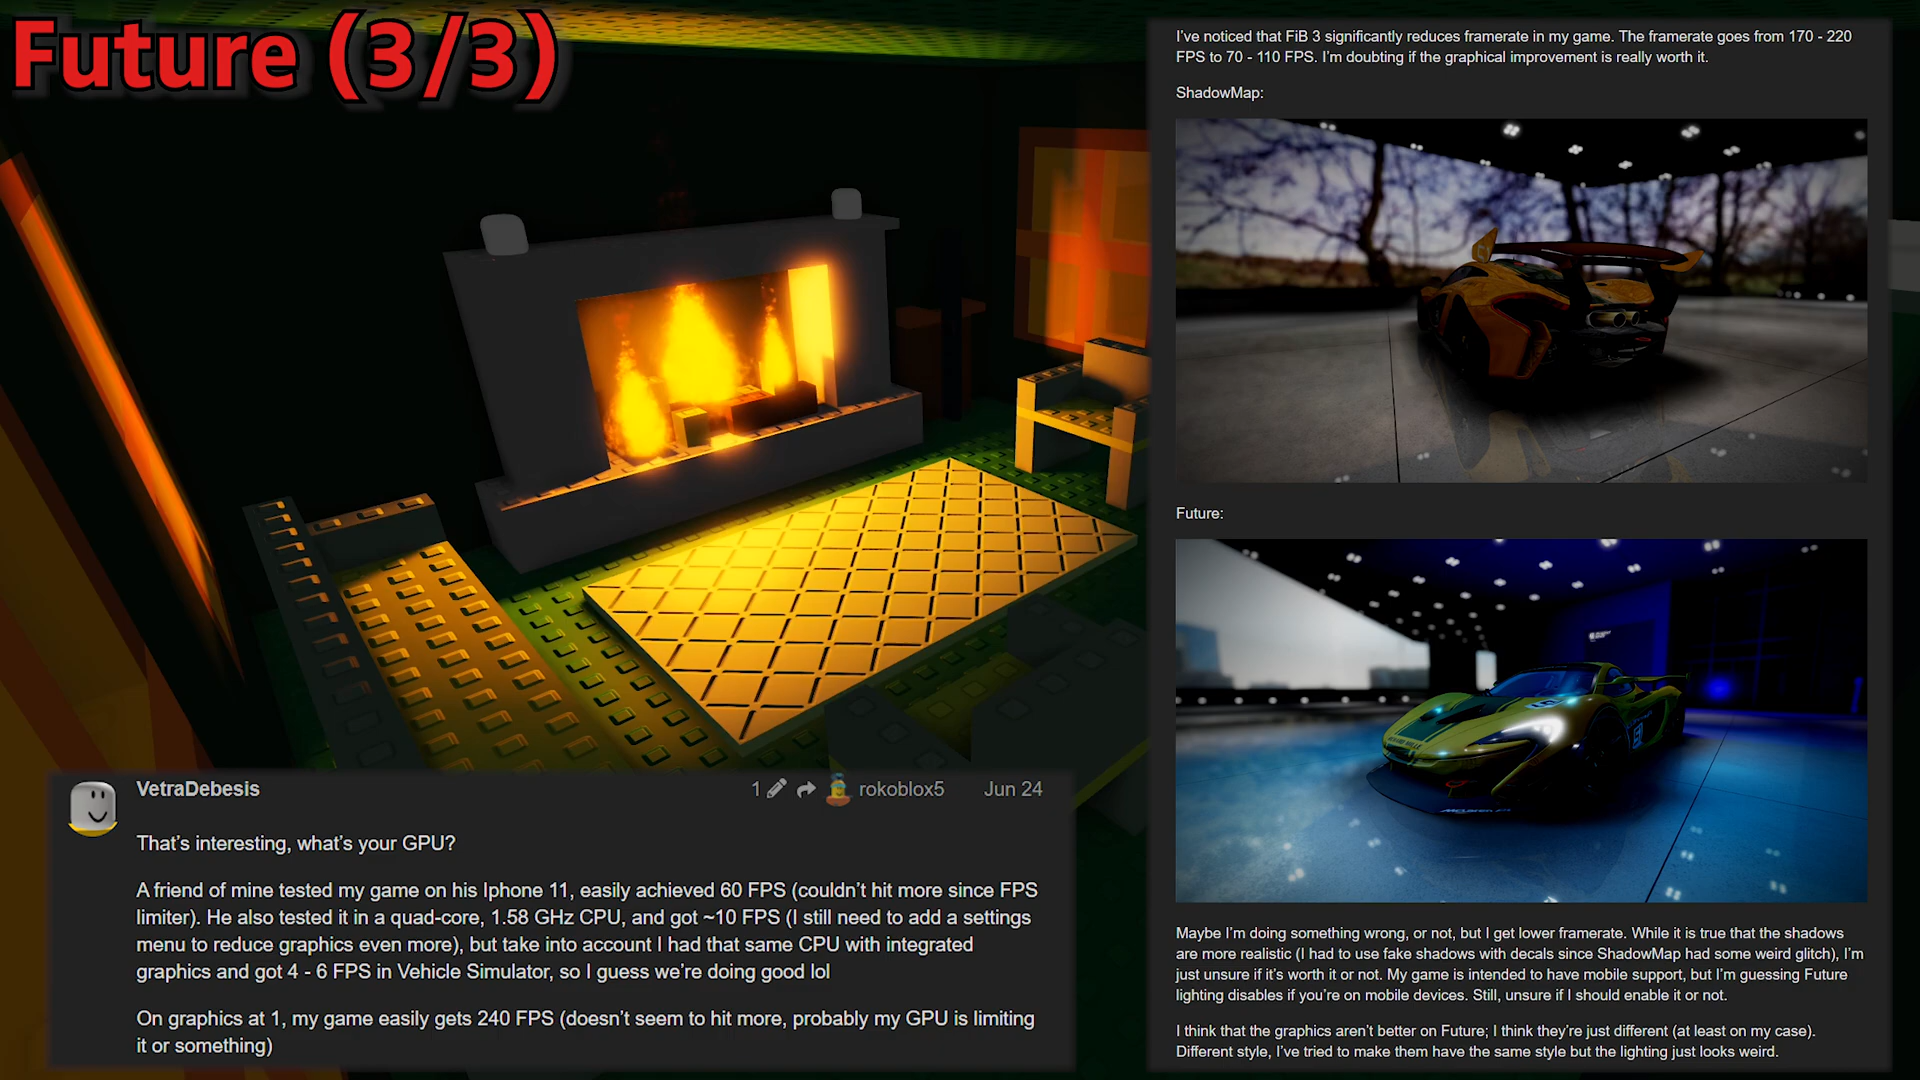 Future (3/3)
I've noticed that FiB 3 significantly reduces framerate in my game. The framerate goes from 170 - 220
FPS to 70 - 110 FPS. I'm doubting if the graphical improvement is really worth it.
ShadowMap:
Future:
Maybe I'm doing something wrong, or not, but I get lower framerate. While it is true that the shadows
are more realistic (I had to use fake shadows with decals since ShadowMap had some weird glitch), I'm
just unsure if it's worth it or not. My game is intended to have mobile support, but I'm guessing Future
lighting disables if you're on mobile devices. Still, unsure if I should enable it or not.
I think that the graphics aren't better on Future; I think they're just different (at least on my case).
Different style, I've tried to make them have the same style but the lighting just looks weird.
VetraDebesis 1 rokoblox5 Jun 24
That's interesting, what's your GPU?
A friend of mine tested my game on his Iphone 11, easily achieved 60 FPS (couldn't hit more since FPS
limiter). He also tested it in a quad-core, 1.58 GHz CPU, and got ~10 FPS (I still need to add a settings
menu to reduce graphics even more), but take into account I had that same CPU with integrated
graphics and got 4 - 6 FPS in Vehicle Simulator, so I guess we're doing good lol
On graphics at 1, my game easily gets 240 FPS (doesn't seem to hit more, probably my GPU is limiting
it or something)